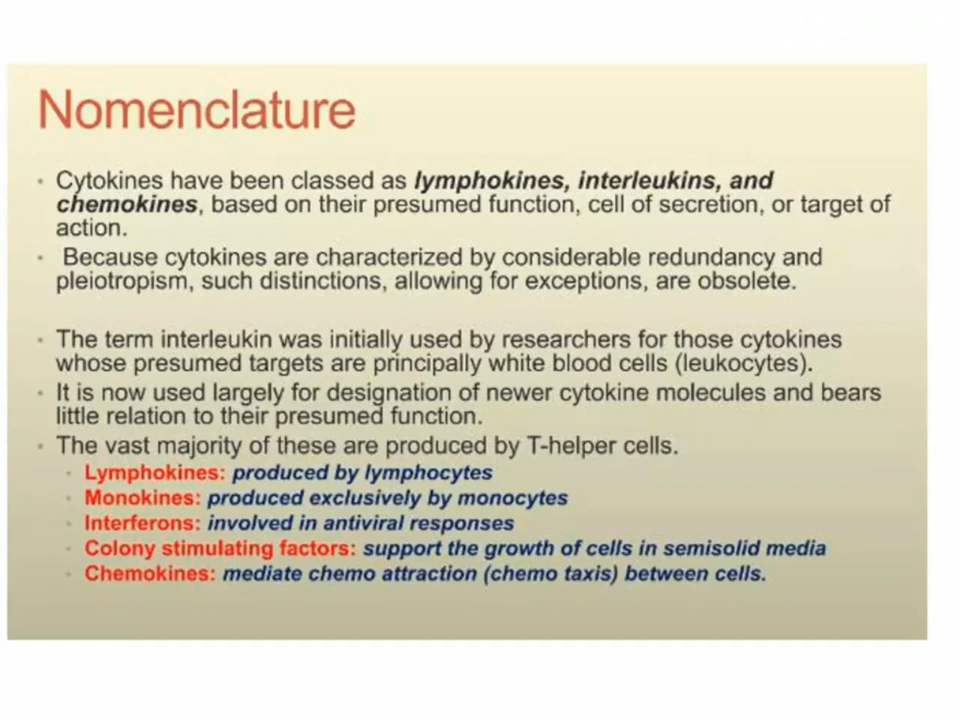 Nomenclature
• Cytokines have been classed as lymphokines, interleukins, and
chemokines, based on their presumed function, cell of secretion, or target of
action.
• Because cytokines are characterized by considerable redundancy and
pleiotropism, such distinctions, allowing for exceptions, are obsolete.
• The term interleukin was initially used by researchers for those cytokines
whose presumed targets are principally white blood cells (leukocytes).
• It is now used largely for designation of newer cytokine molecules and bears
little relation to their presumed function.
• The vast majority of these are produced by T-helper cells.
• Lymphokines: produced by lymphocytes
• Monokines: produced exclusively by monocytes
• Interferons: involved in antiviral responses
• Colony stimulating factors: support the growth of cells in semisolid media
• Chemokines: mediate chemo attraction (chemo taxis) between cells.